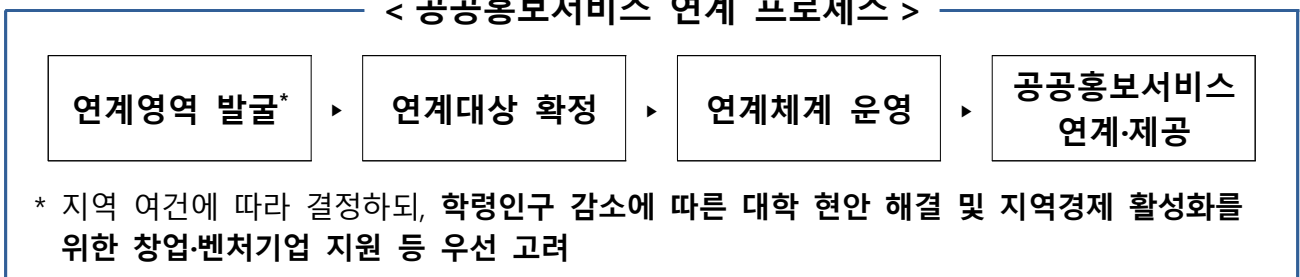 < 공공홍보서비스 연계 프로세스 >
연계영역 발굴* ▶ 연계대상 확정 ▶ 연계체계 운영 ▶ 공공홍보서비스
연계·제공
* 지역 여건에 따라 결정하되, 학령인구 감소에 따른 대학 현안 해결 및 지역경제 활성화를
위한 창업·벤처기업 지원 등 우선 고려